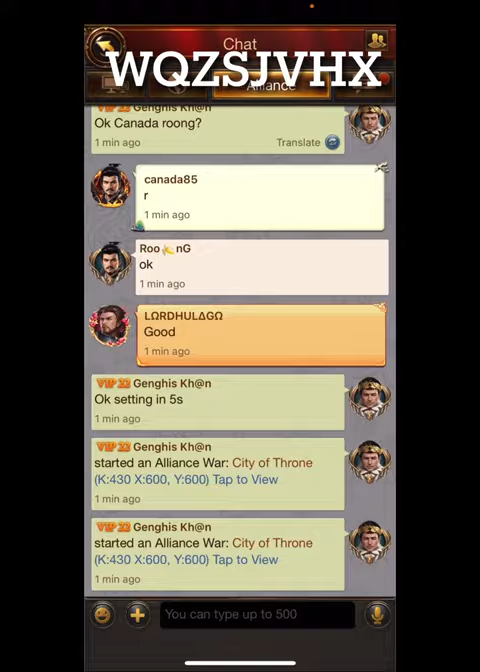 Chat
WQZSJVHX
Alliance
VIP 22 Genghis Kh@n
Ok Canada roong?
1 min ago Translate
canada85
r
1 min ago
Roo🍌nG
ok
1 min ago
LΩRDHULΔGΩ
Good
1 min ago
VIP 22 Genghis Kh@n
Ok setting in 5s
1 min ago
VIP 22 Genghis Kh@n
started an Alliance War: City of Throne
(K:430 X:600, Y:600) Tap to View
1 min ago
VIP 22 Genghis Kh@n
started an Alliance War: City of Throne
(K:430 X:600, Y:600) Tap to View
1 min ago
You can type up to 500